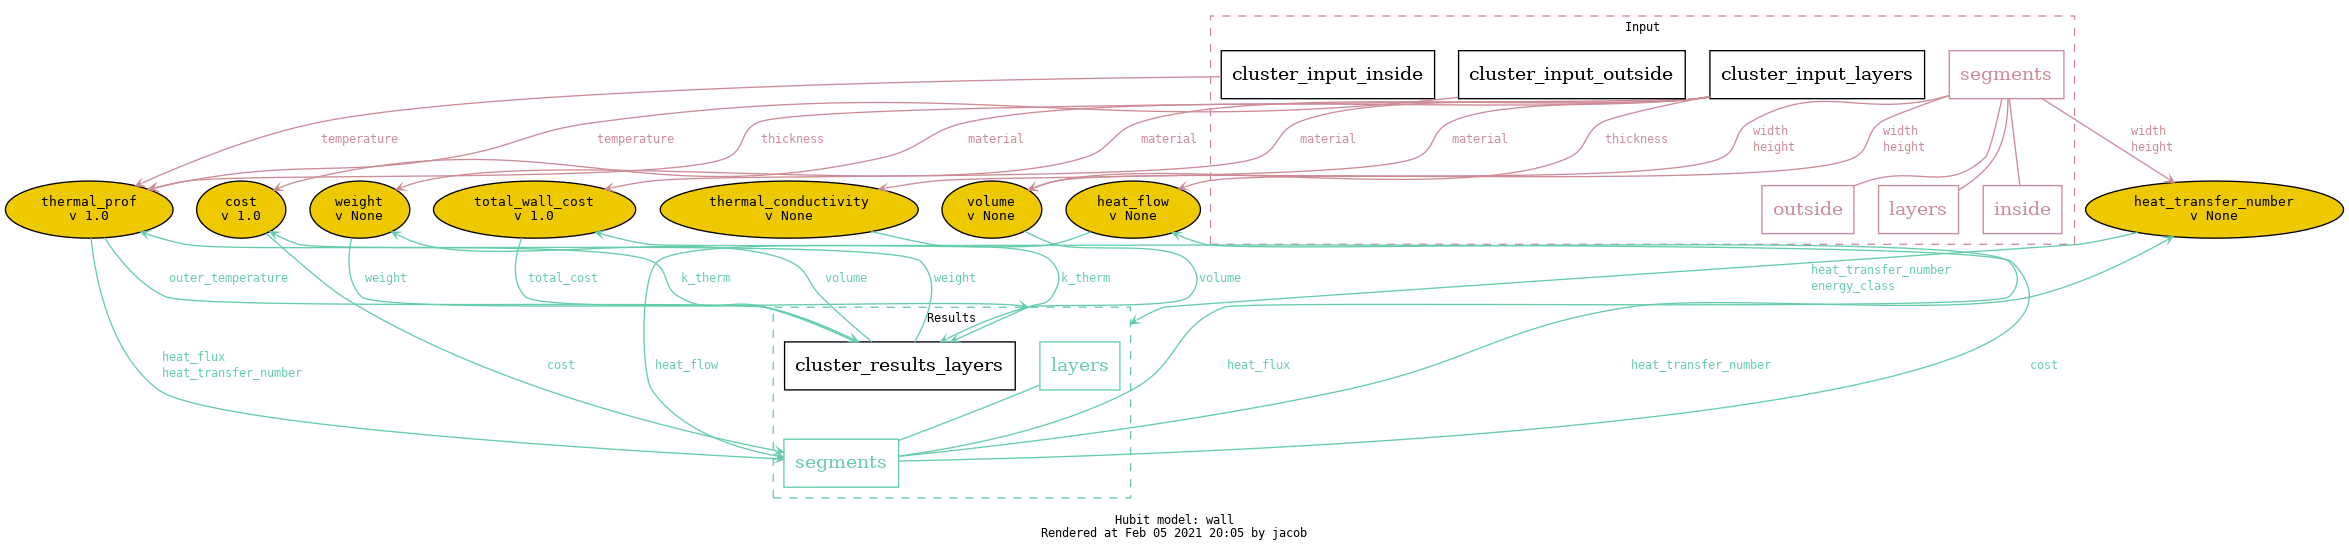 Input
cluster_input_inside
cluster_input_outside
cluster_input_layers
segments
temperature
temperature
thickness
material
material
material
material
thickness
width
height
width
height
width
height
thermal_prof
v 1.0
cost
v 1.0
weight
v None
total_wall_cost
v 1.0
thermal_conductivity
v None
volume
v None
heat_flow
v None
outside
layers
inside
heat_transfer_number
v None
outer_temperature
weight
total_cost
k_therm
volume
weight
k_therm
volume
heat_transfer_number
energy_class
Results
cluster_results_layers
layers
heat_flux
heat_transfer_number
cost
heat_flow
heat_flux
heat_transfer_number
cost
segments
Hubit model: wall
Rendered at Feb 05 2021 20:05 by jacob